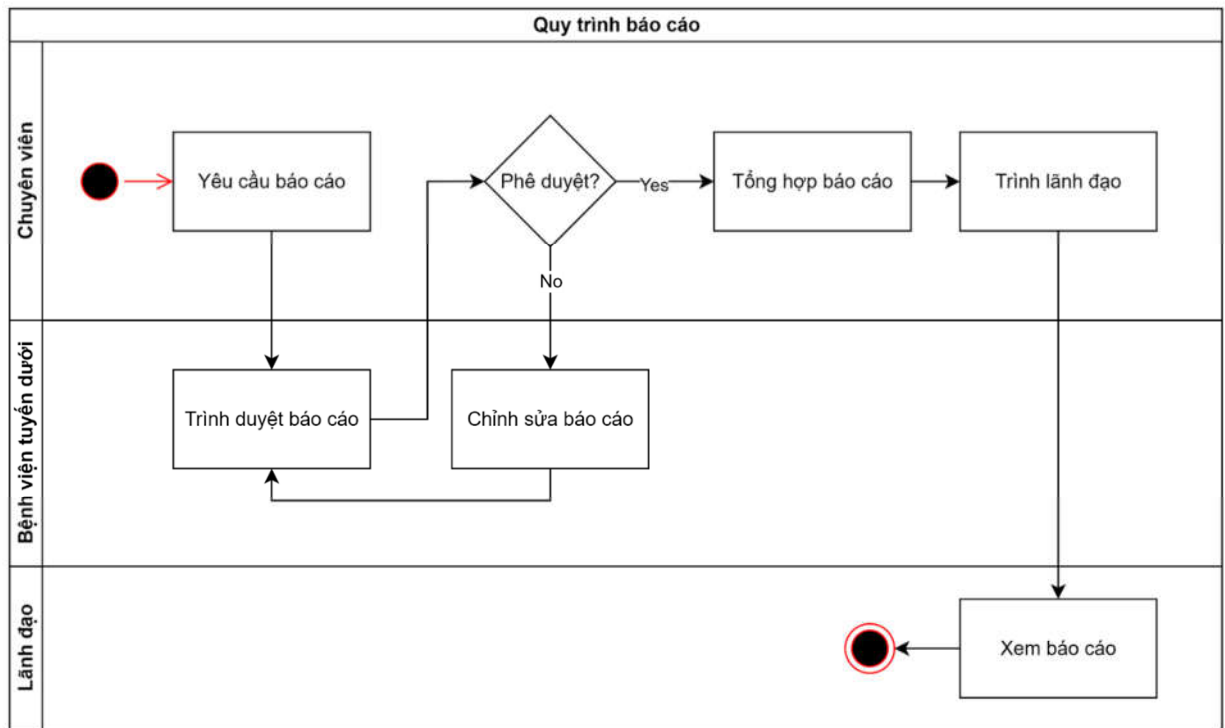 Quy trình báo cáo
Chuyên viên
Yêu cầu báo cáo
Phê duyệt?
Yes
Tổng hợp báo cáo
Trình lãnh đạo
No
Bệnh viện tuyến dưới
Trình duyệt báo cáo
Chỉnh sửa báo cáo
Lãnh đạo
Xem báo cáo